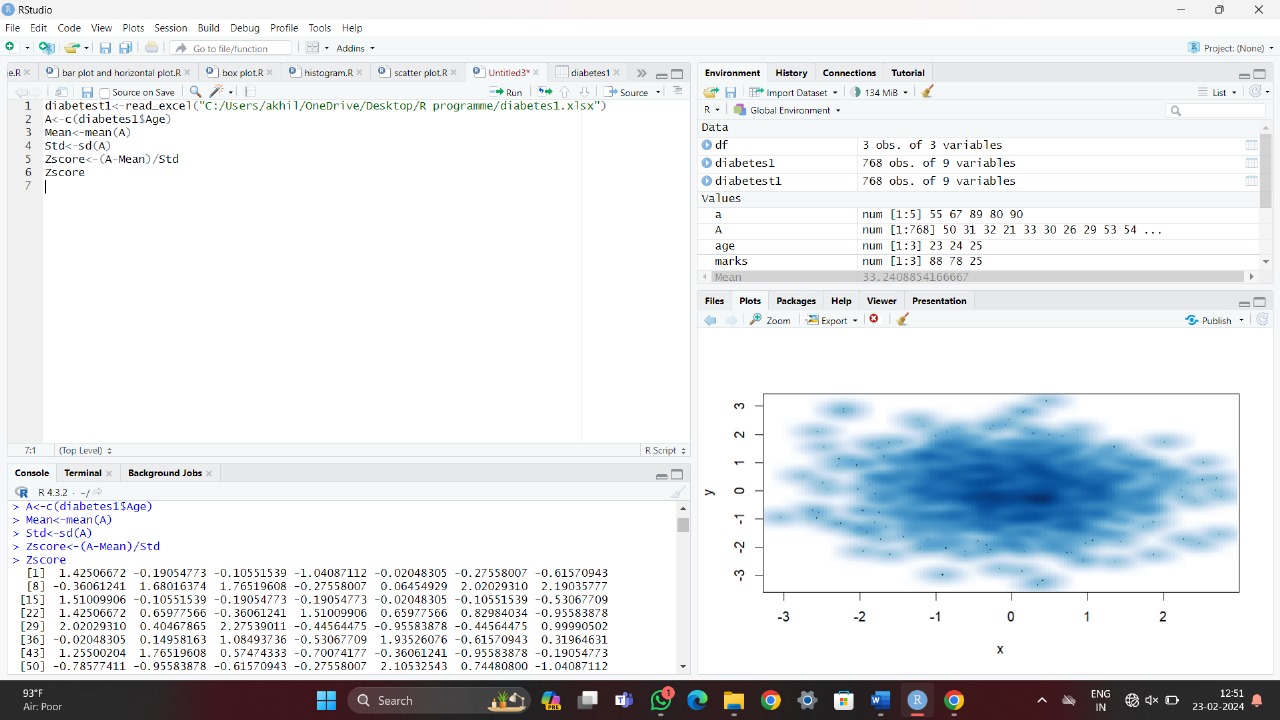 RStudio
File Edit Code View Plots Session Build Debug Profile Tools Help
Go to file/function Addins Project: (None)
e.R bar plot and horizontal plot.R box plot.R histogram.R scatter plot.R Untitled3* diabetes1
Source on Save Run Source
1 diabetest1<-read_excel("C:/Users/akhil/OneDrive/Desktop/R programme/diabetes1.xlsx")
2 A<-c(diabetes1$Age)
3 Mean<-mean(A)
4 Std<-sd(A)
5 Zscore<-(A-Mean)/Std
6 Zscore
7
7:1 (Top Level) R Script
Console Terminal Background Jobs
R 4.3.2 · ~/
> A<-c(diabetes1$Age)
> Mean<-mean(A)
> Std<-sd(A)
> Zscore<-(A-Mean)/Std
> Zscore
[1] 1.42506672 -0.19054773 -0.10551539 -1.04087112 -0.02048305 -0.27558007 -0.61570943
[8] -0.36061241 1.68016374 1.76519608 -0.27558007 0.06454929 2.02029310 2.19035777
[15] 1.51009906 -0.10551539 -0.19054773 -0.19054773 -0.02048305 -0.10551539 -0.53067709
[22] 1.42506672 0.65977566 -0.36061241 1.51009906 0.65977566 0.82984034 -0.95583878
[29] 2.02029310 0.40467865 2.27539011 -0.44564475 -0.95583878 -0.44564475 0.99990502
[36] -0.02048305 0.14958163 1.08493736 -0.53067709 1.93526076 -0.61570943 0.31964631
[43] 1.25500204 1.76519608 0.57474333 -0.70074177 -0.36061241 -0.95583878 -0.19054773
[50] -0.78577411 -0.95583878 -0.61570943 -0.27558007 2.10532543 0.74480800 -1.04087112
Environment History Connections Tutorial
Import Dataset 134 MiB List
R Global Environment
Data
df 3 obs. of 3 variables
diabetes1 768 obs. of 9 variables
diabetest1 768 obs. of 9 variables
Values
a num [1:5] 55 67 89 80 90
A num [1:768] 50 31 32 21 33 30 26 29 53 54 ...
age num [1:3] 23 24 25
marks num [1:3] 88 78 25
Mean 33.2408854166667
Files Plots Packages Help Viewer Presentation
Zoom Export Publish
3
2
1
0
-1
-2
-3
y
-3 -2 -1 0 1 2
x
93°F
Air: Poor
Search
PRE
1
ENG
IN
12:51
23-02-2024